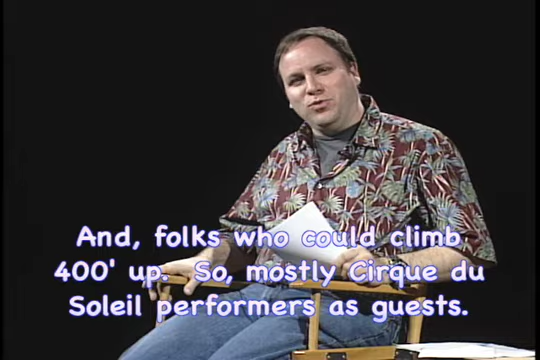 And, folks who could climb
400' up.  So, mostly Cirque du
Soleil performers as guests.